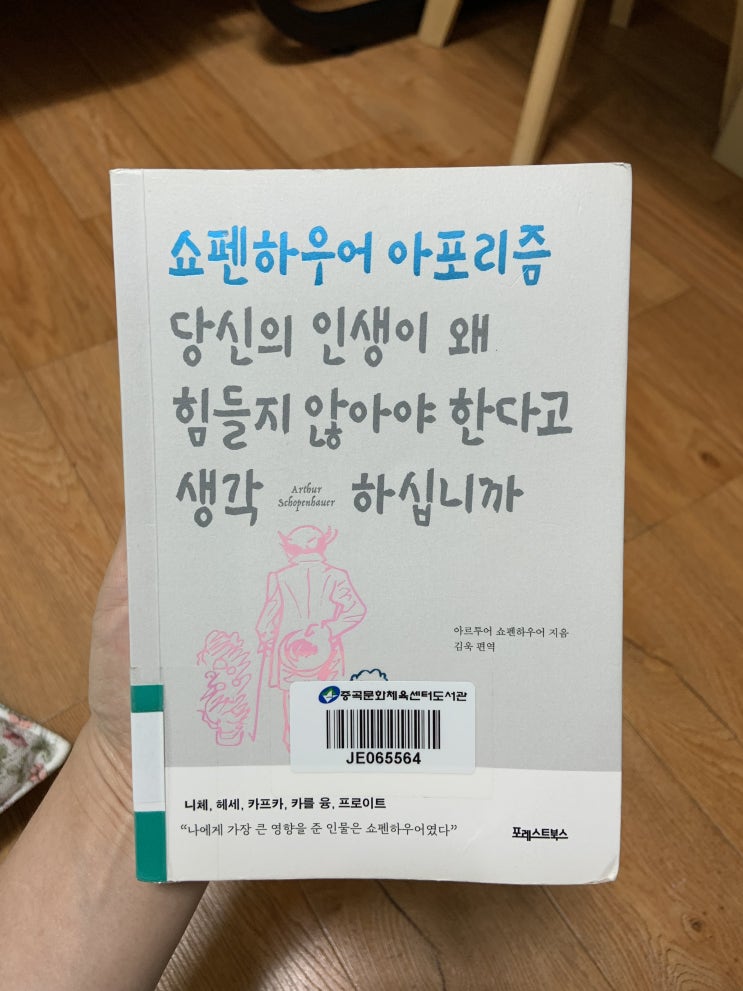 쇼펜하우어 아포리즘
당신의 인생이 왜
힘들지 않아야 한다고
생각 Arthur Schopenhauer 하십니까
아르투어 쇼펜하우어 지음
김욱 편역
중곡문화체육센터도서관
JE065564
니체, 헤세, 카프카, 카를 융, 프로이트
“나에게 가장 큰 영향을 준 인물은 쇼펜하우어였다”
포레스트북스